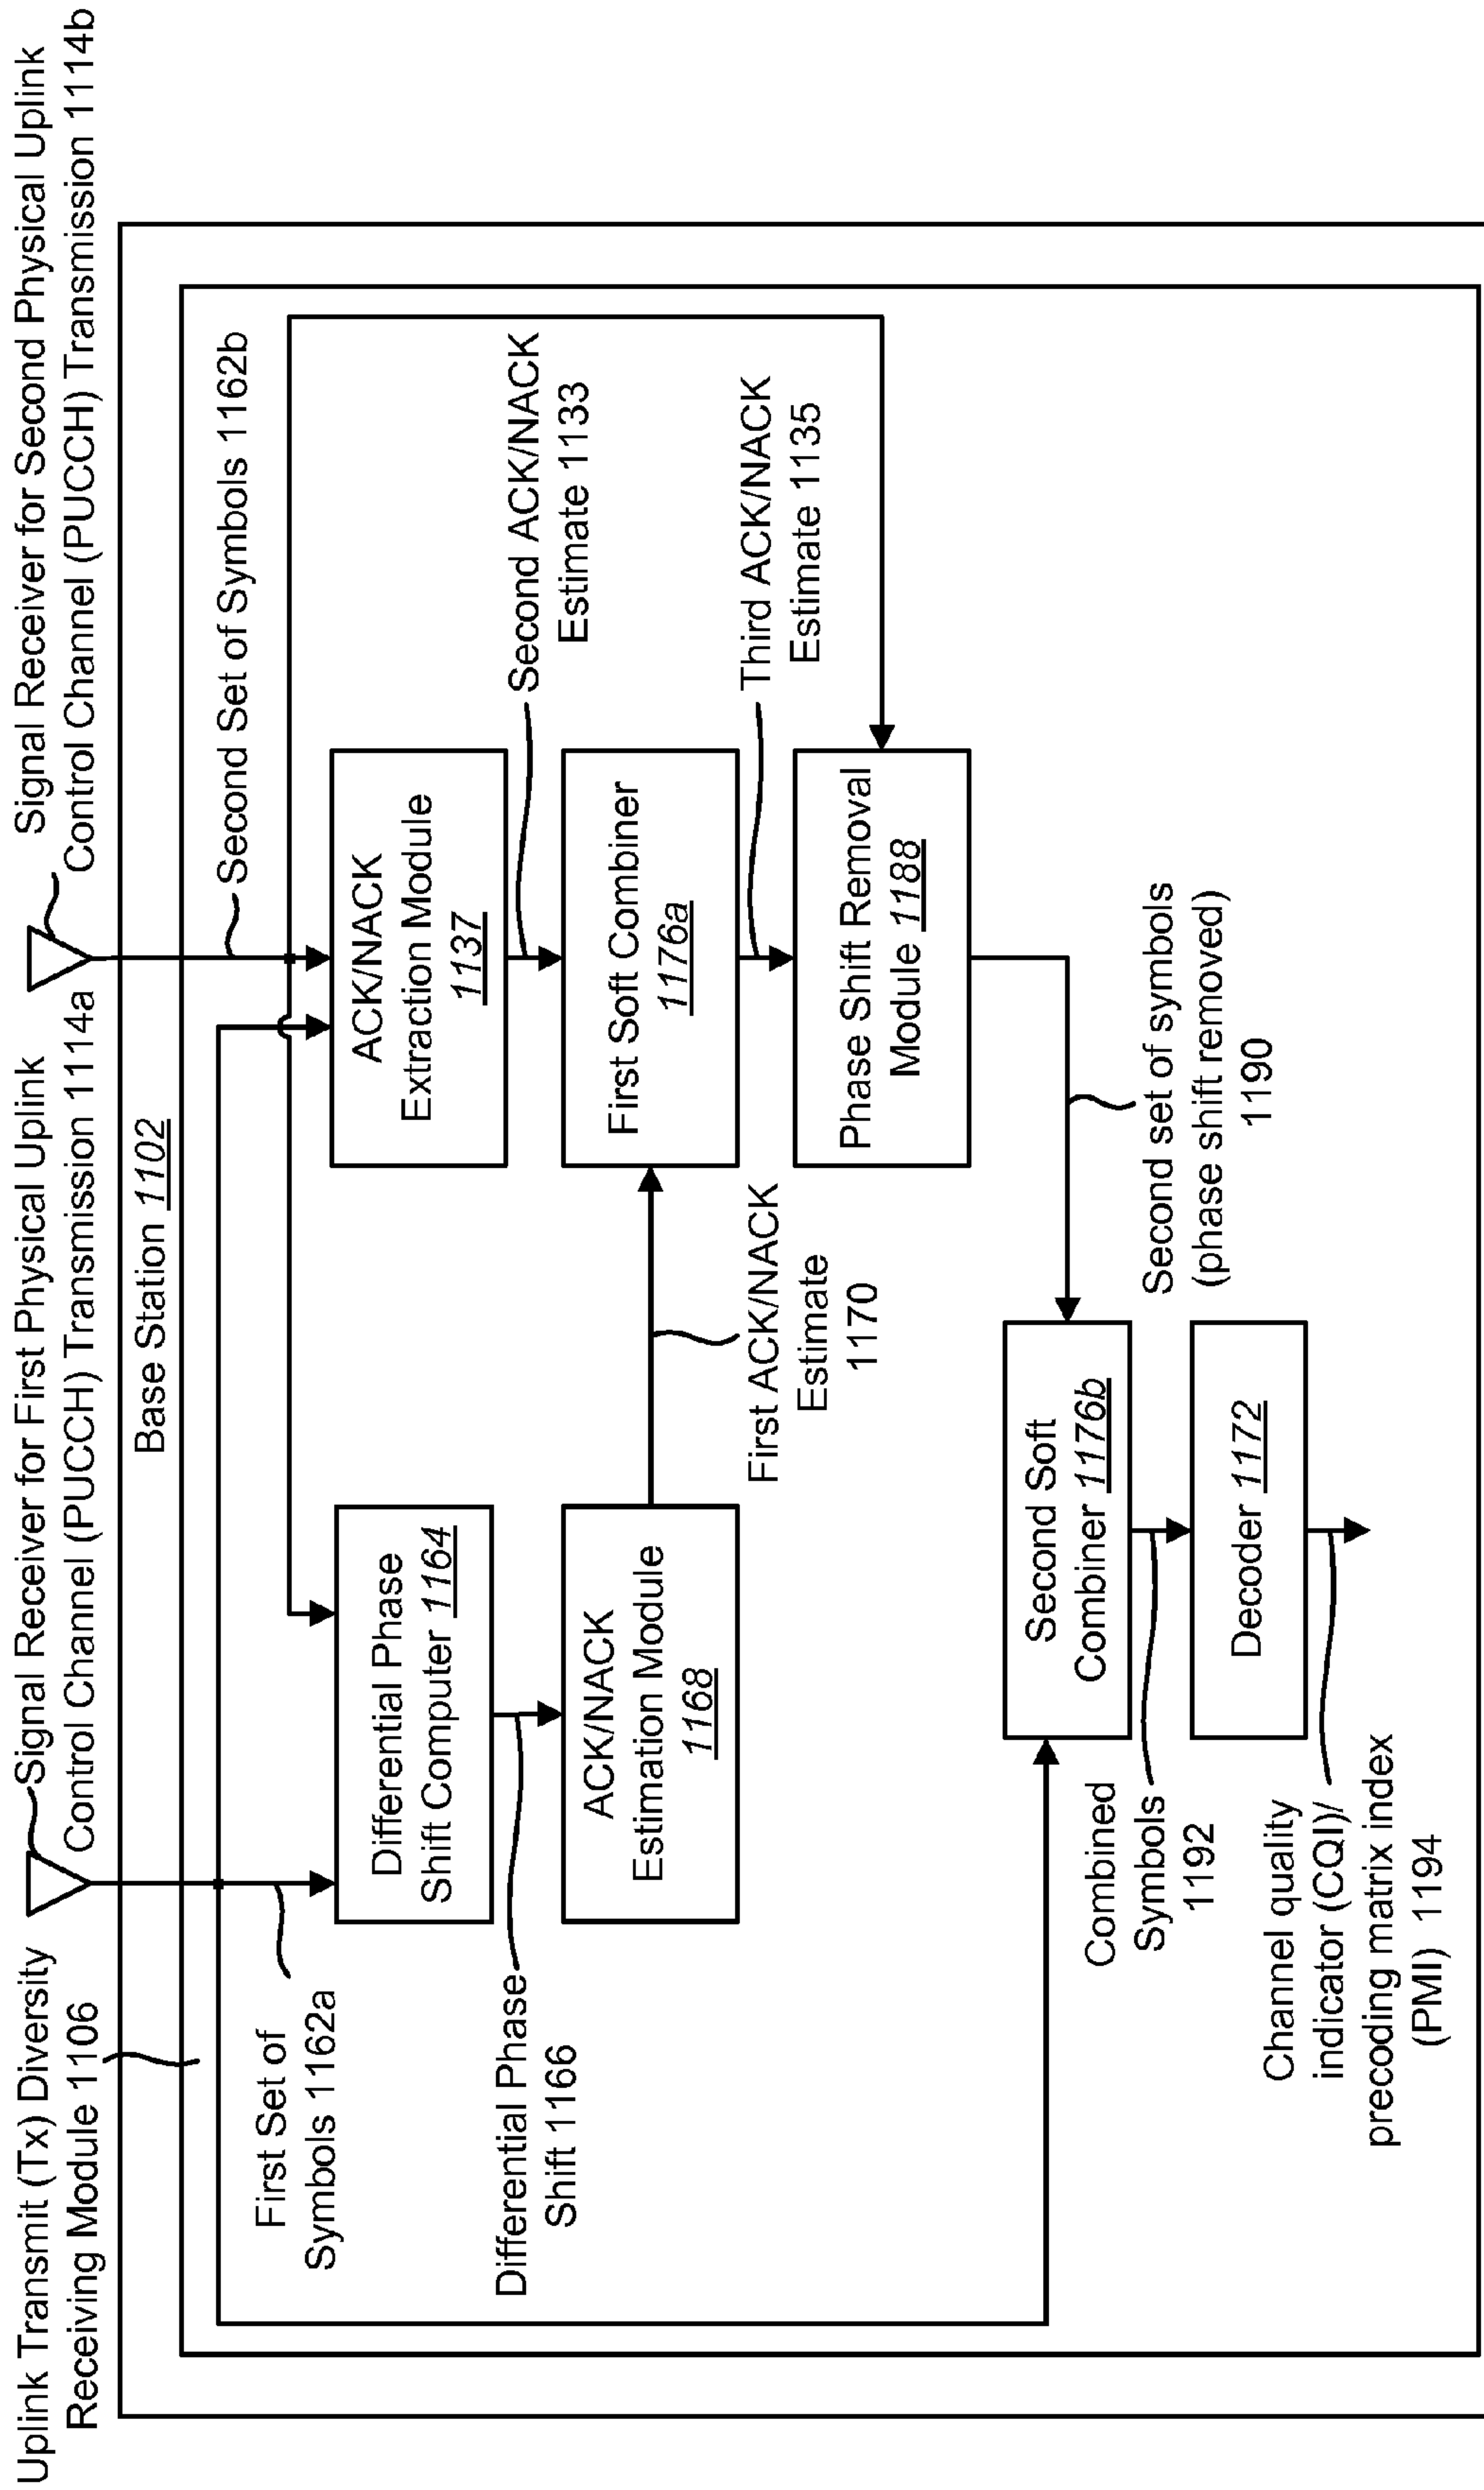 Uplink Transmit (Tx) Diversity
Receiving Module 1106
Signal Receiver for First Physical Uplink
Control Channel (PUCCH) Transmission 1114a
Signal Receiver for Second Physical Uplink
Control Channel (PUCCH) Transmission 1114b
Base Station 1102
First Set of
Symbols 1162a
Second Set of Symbols 1162b
Differential Phase
Shift Computer 1164
ACK/NACK
Extraction Module
1137
Differential Phase
Shift 1166
Second ACK/NACK
Estimate 1133
ACK/NACK
Estimation Module
1168
First Soft Combiner
1176a
First ACK/NACK
Estimate
1170
Third ACK/NACK
Estimate 1135
Phase Shift Removal
Module 1188
Second Soft
Combiner 1176b
Second set of symbols
(phase shift removed)
1190
Combined
Symbols
1192
Decoder 1172
Channel quality
indicator (CQI)/
precoding matrix index
(PMI) 1194